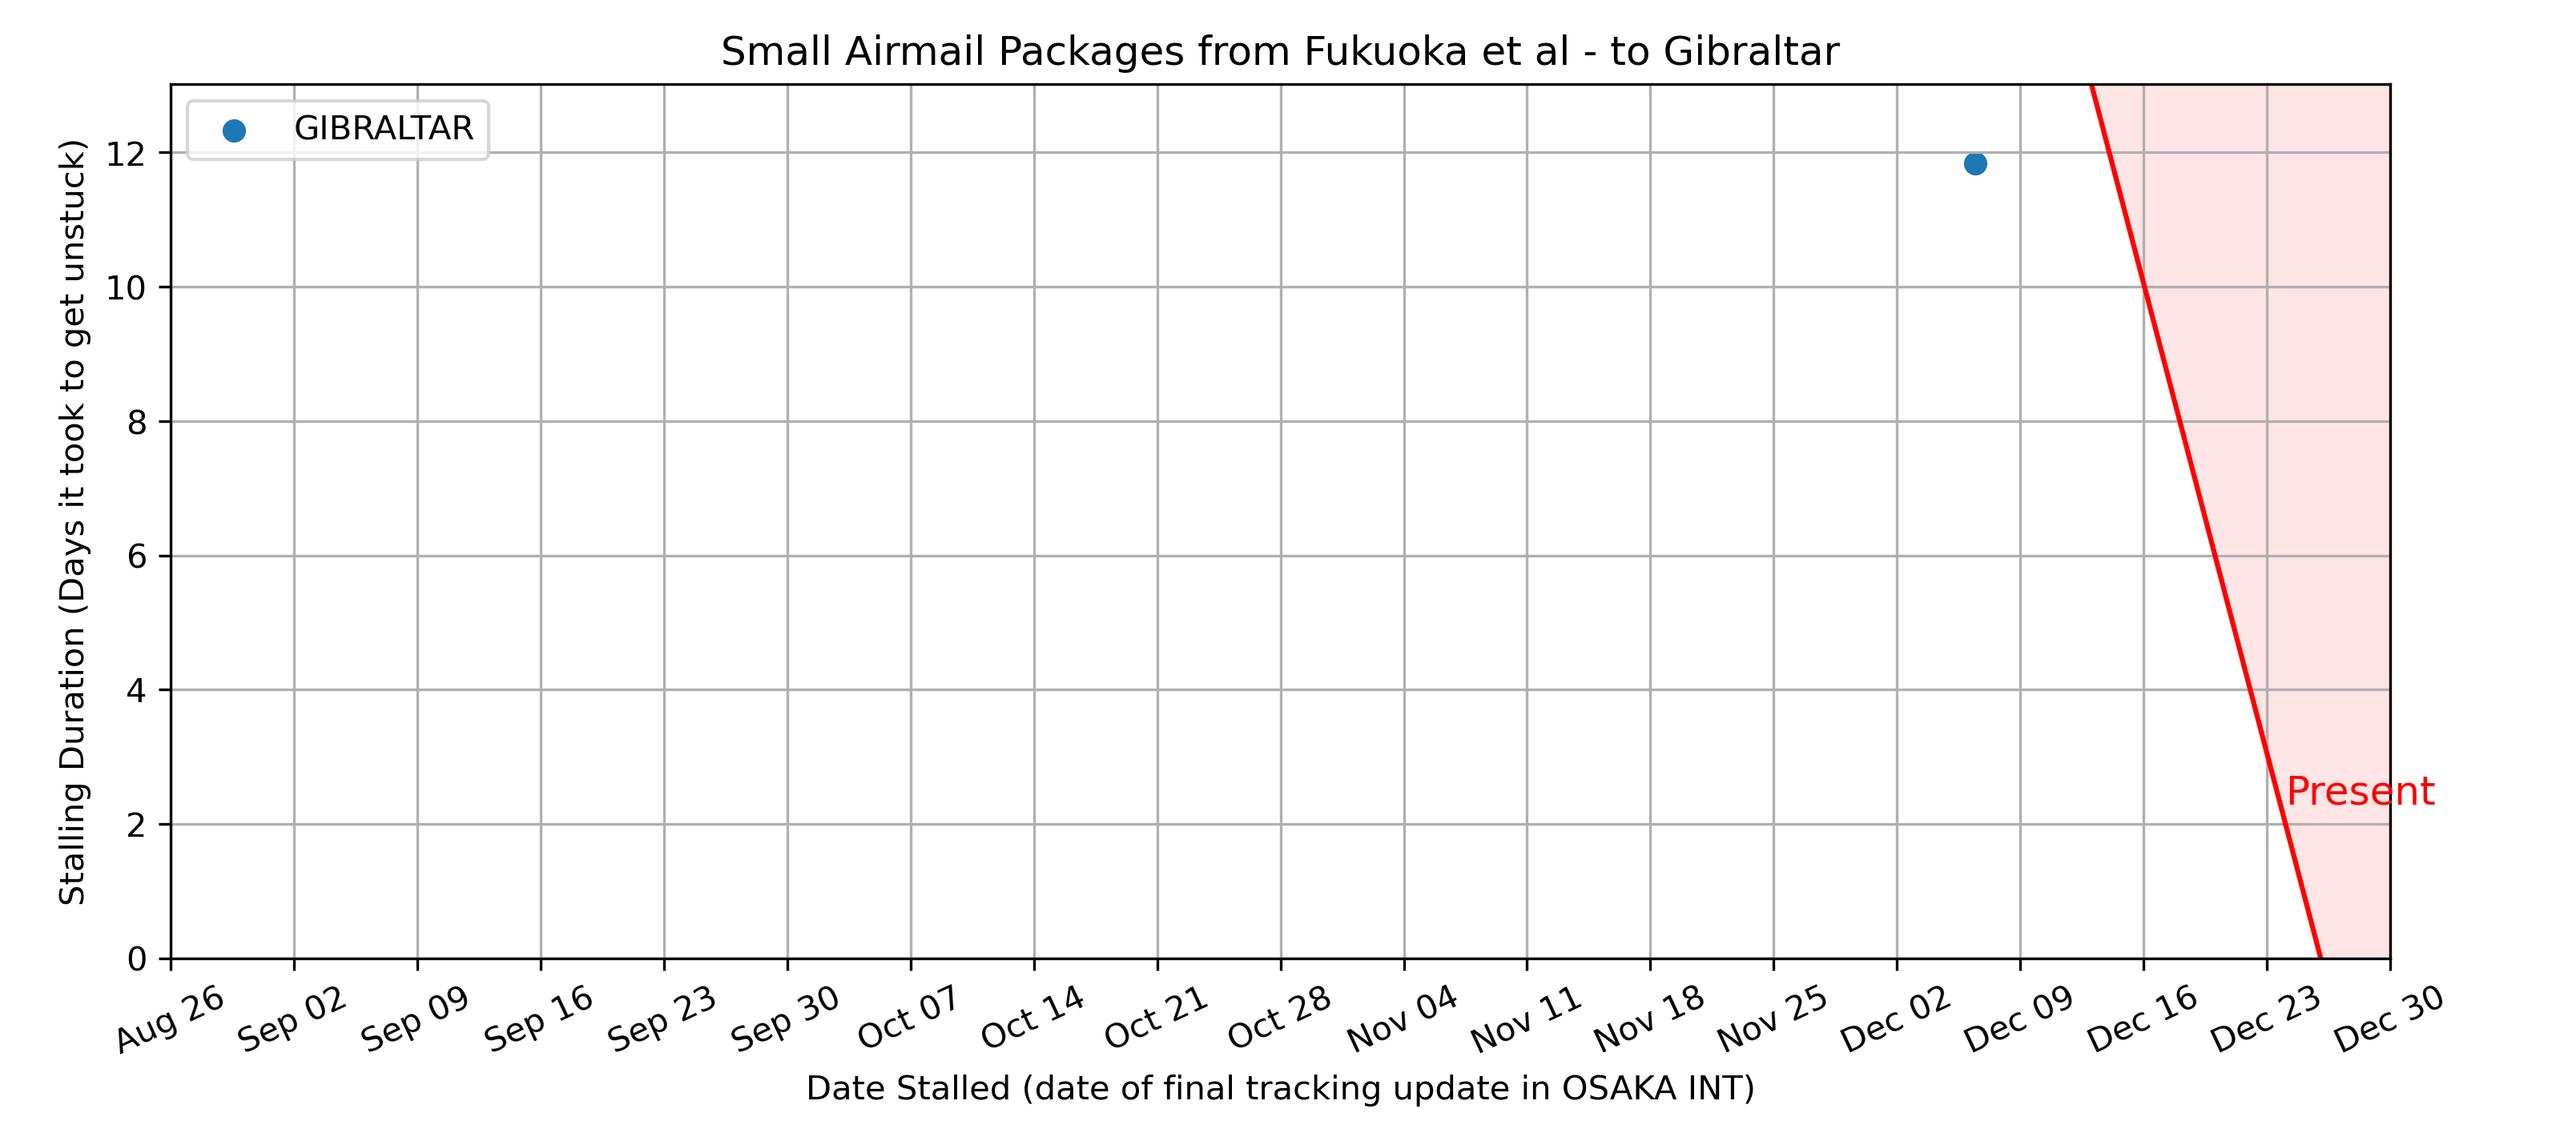 Small Airmail Packages from Fukuoka et al - to Gibraltar
GIBRALTAR
Stalling Duration (Days it took to get unstuck)
12
10
8
6
4
2
0
Present
Aug 26
Sep 02
Sep 09
Sep 16
Sep 23
Sep 30
Oct 07
Oct 14
Oct 21
Oct 28
Nov 04
Nov 11
Nov 18
Nov 25
Dec 02
Dec 09
Dec 16
Dec 23
Dec 30
Date Stalled (date of final tracking update in OSAKA INT)